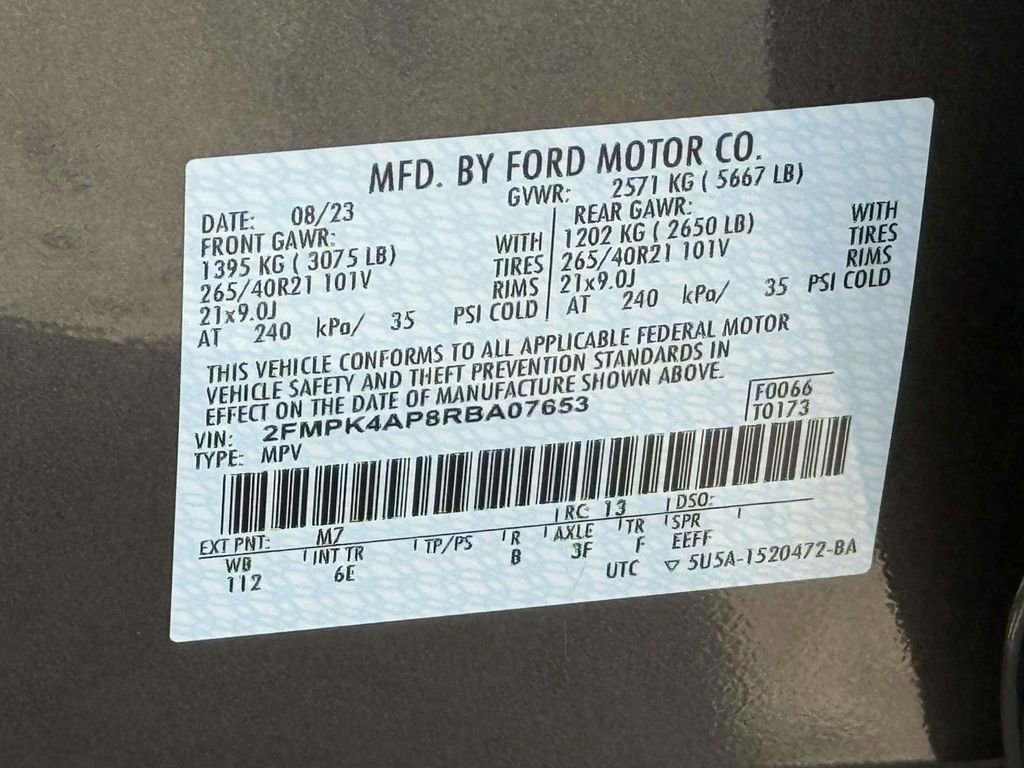 MFD. BY FORD MOTOR CO.
DATE: 08/23 GVWR: 2571 KG ( 5667 LB)
FRONT GAWR: REAR GAWR:
1395 KG ( 3075 LB) WITH 1202 KG ( 2650 LB) WITH
265/40R21 101V TIRES 265/40R21 101V TIRES
21x9.0J RIMS 21x9.0J RIMS
AT 240 kPa/ 35 PSI COLD AT 240 kPa/ 35 PSI COLD
THIS VEHICLE CONFORMS TO ALL APPLICABLE FEDERAL MOTOR
VEHICLE SAFETY AND THEFT PREVENTION STANDARDS IN
EFFECT ON THE DATE OF MANUFACTURE SHOWN ABOVE.
VIN: 2FMPK4AP8RBA07653 F0066
TYPE: MPV T0173
EXT PNT: M7 RC: 13 DSO:
WB INT TR TP/PS R AXLE TR SPR
112 6E B 3F F EEFF
UTC ▽ 5U5A-1520472-BA